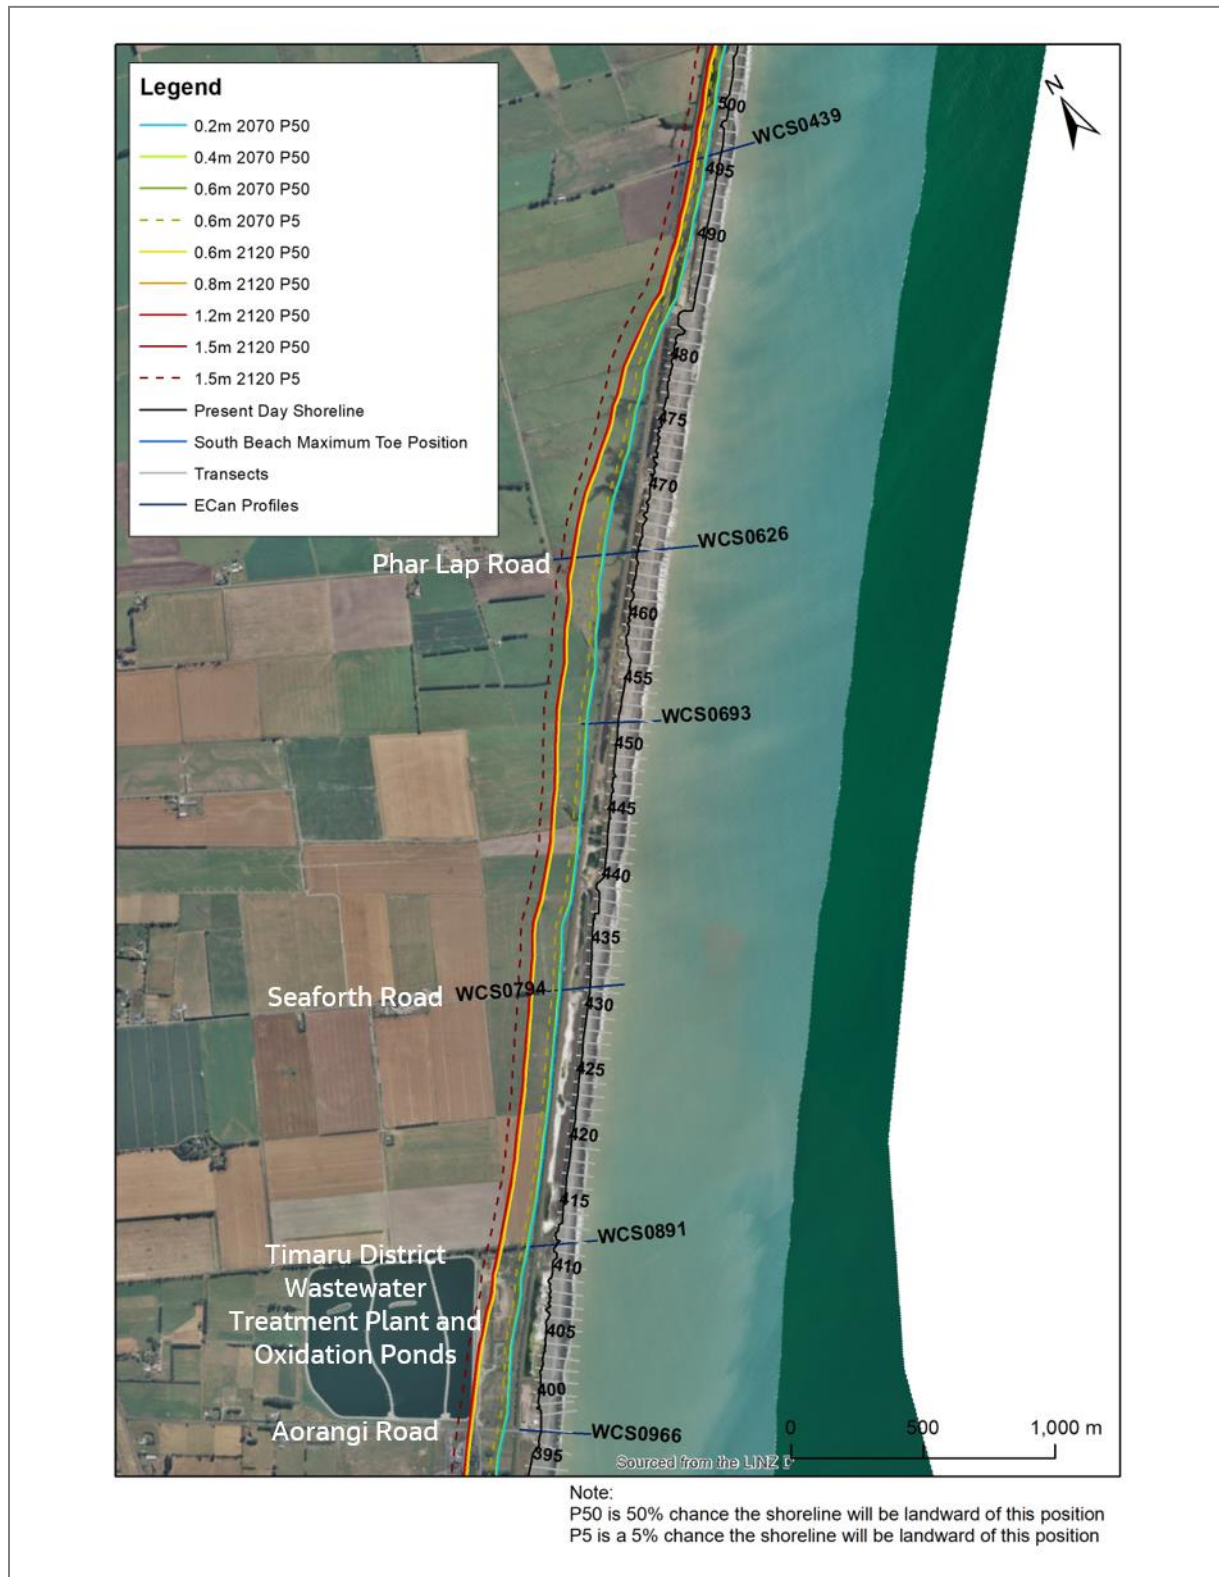 Legend
0.2m 2070 P50
0.4m 2070 P50
0.6m 2070 P50
0.6m 2070 P5
0.6m 2120 P50
0.8m 2120 P50
1.2m 2120 P50
1.5m 2120 P50
1.5m 2120 P5
Present Day Shoreline
South Beach Maximum Toe Position
Transects
ECan Profiles
N
500
WCS0439
495
490
480
475
470
WCS0626
Phar Lap Road
460
455
WCS0693
450
445
440
435
Seaforth Road
WCS0794
430
425
420
415
WCS0891
410
Timaru District
Wastewater
Treatment Plant and
Oxidation Ponds
405
400
Aorangi Road
WCS0966
395
0 500 1,000 m
Sourced from the LINZ
Note:
P50 is 50% chance the shoreline will be landward of this position
P5 is a 5% chance the shoreline will be landward of this position